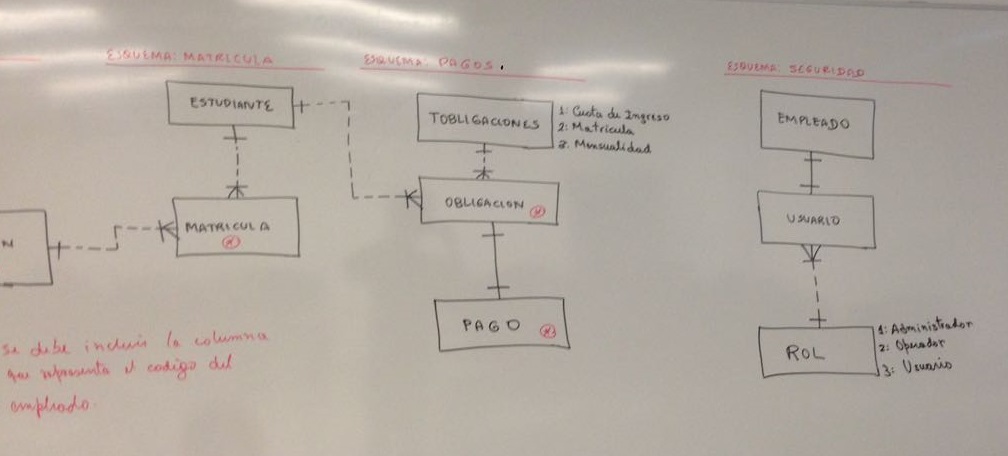 ESQUEMA: MATRICULA
ESTUDIANTE
MATRICULA
N
se debe incluir la columna
que representa el codigo del
empleado.
ESQUEMA: PAGOS.
TOBLIGACIONES
1: Cuota de Ingreso
2: Matricula
3: Mensualidad
OBLIGACION
PAGO
ESQUEMA: SEGURIDAD
EMPLEADO
USUARIO
ROL
1: Administrador
2: Operador
3: Usuario